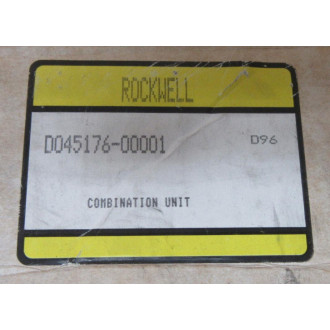 ROCKWELL
D045176-00001 D96
COMBINATION UNIT